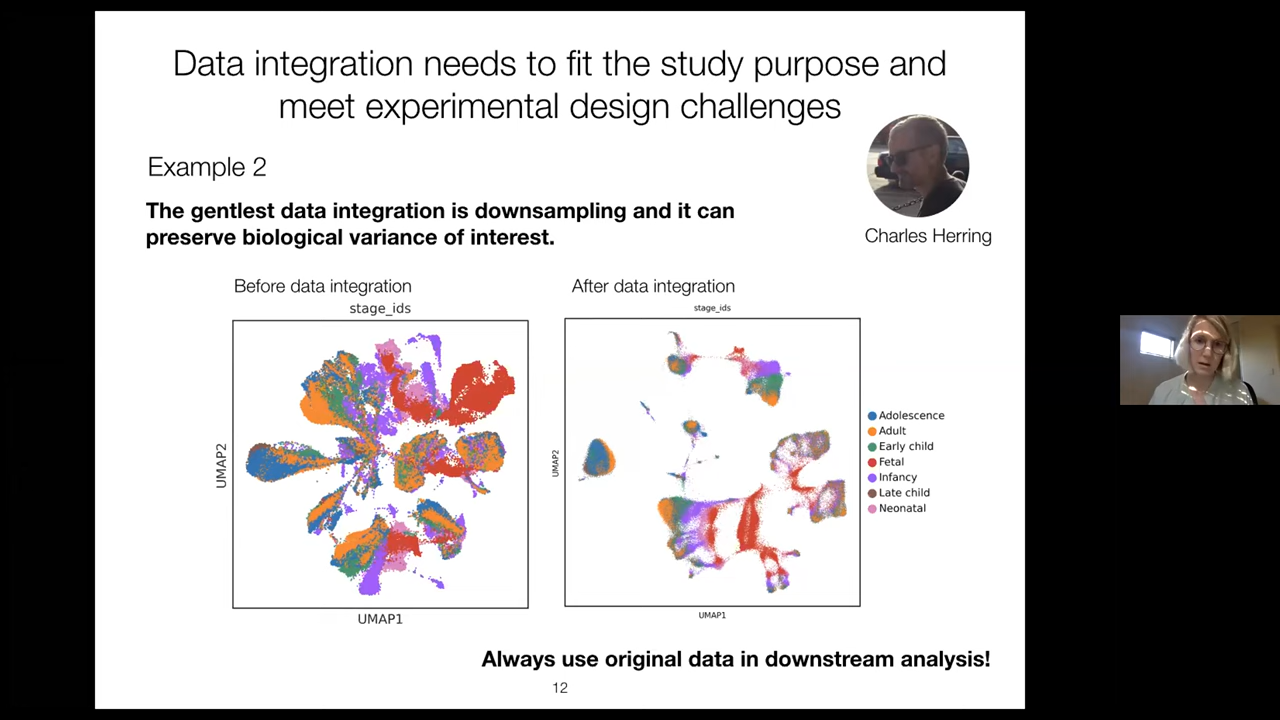 Data integration needs to fit the study purpose and
meet experimental design challenges
Example 2
The gentlest data integration is downsampling and it can
preserve biological variance of interest.
Charles Herring
Before data integration
stage_ids
UMAP2
UMAP1
After data integration
stage_ids
UMAP2
UMAP1
Adolescence
Adult
Early child
Fetal
Infancy
Late child
Neonatal
Always use original data in downstream analysis!
12